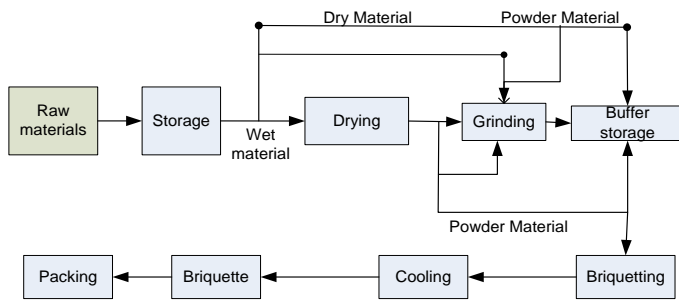 Dry Material
Powder Material
Raw
materials
Storage
Wet
material
Drying
Grinding
Buffer
storage
Powder Material
Packing
Briquette
Cooling
Briquetting